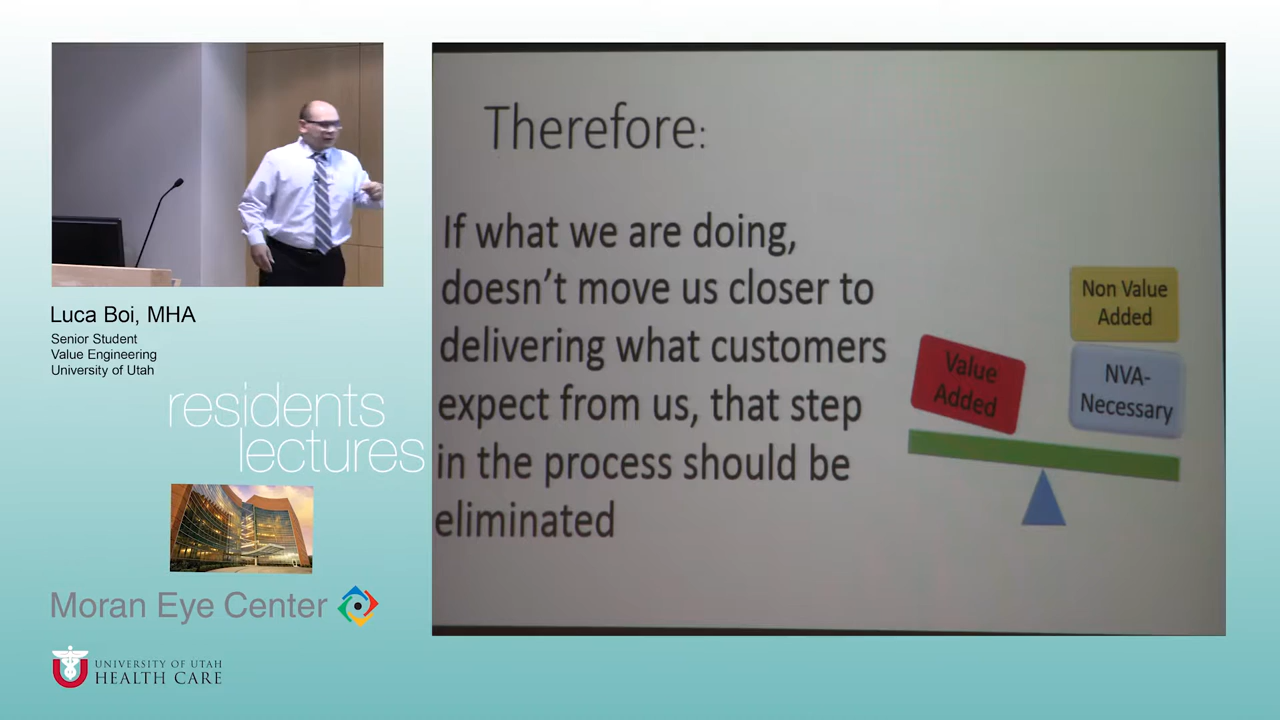 Luca Boi, MHA
Senior Student
Value Engineering
University of Utah
residents
lectures
Moran Eye Center
UNIVERSITY OF UTAH
HEALTH CARE
Therefore:
If what we are doing,
doesn't move us closer to
delivering what customers
expect from us, that step
in the process should be
eliminated
Value
Added
Non Value
Added
NVA-
Necessary